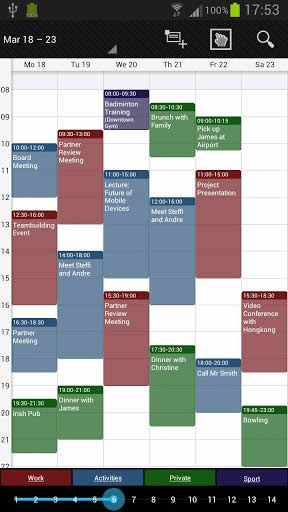 100% 17:53
Mar 18 – 23
Mo 18 Tu 19 We 20 Th 21 Fr 22 Sa 23
08
09
10
11
12
13
14
15
16
17
18
19
20
21
22
10:00-12:00
Board
Meeting
12:30-16:00
Teambuilding
Event
16:30-18:30
Partner
Meeting
19:30-21:30
Irish Pub
09:30-13:00
Partner
Review
Meeting
14:00-18:00
Meet Steffi
and Andre
19:00-21:00
Dinner with
James
08:00-09:30
Badminton
Training
(Downtown
Gym)
11:00-15:00
Lecture:
Future of
Mobile
Devices
15:30-19:00
Partner
Review
Meeting
08:30-10:30
Brunch with
Family
12:00-16:00
Meet Steffi
and Andre
17:30-20:30
Dinner with
Christine
09:00-10:15
Pick up
James at
Airport
11:00-15:00
Project
Presentation
18:00-20:00
Call Mr Smith
15:30-18:30
Video
Conference
with
Hongkong
19:45-23:00
Bowling
Work Activities Private Sport
1 2 3 4 5 6 7 8 9 10 11 12 13 14